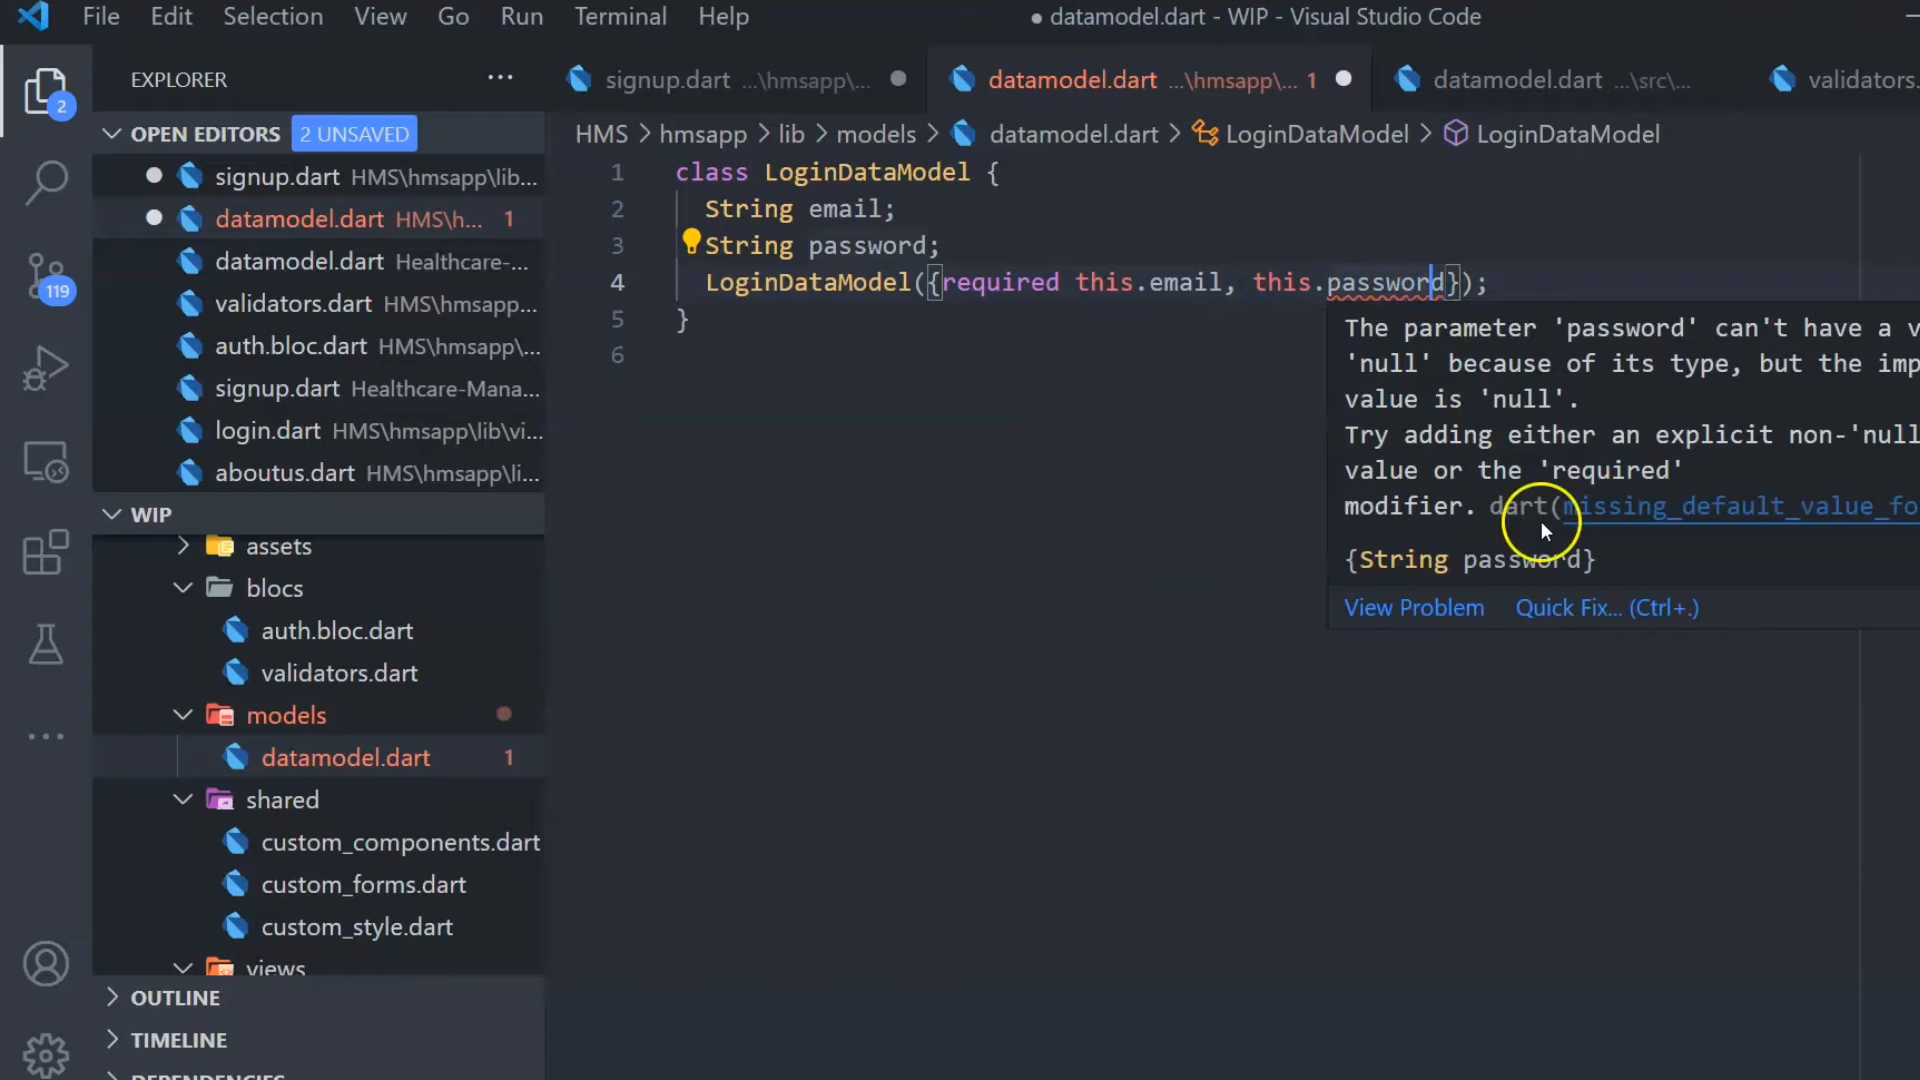 File Edit Selection View Go Run Terminal Help ● datamodel.dart - WIP - Visual Studio Code
EXPLORER ...
signup.dart ...\hmsapp\...
datamodel.dart ...\hmsapp\... 1
datamodel.dart ...\src\...
validators.
OPEN EDITORS 2 UNSAVED
HMS > hmsapp > lib > models > datamodel.dart > LoginDataModel > LoginDataModel
signup.dart HMS\hmsapp\lib...
datamodel.dart HMS\h... 1
datamodel.dart Healthcare-...
validators.dart HMS\hmsapp...
auth.bloc.dart HMS\hmsapp\...
signup.dart Healthcare-Mana...
login.dart HMS\hmsapp\lib\vi...
aboutus.dart HMS\hmsapp\li...
WIP
assets
blocs
auth.bloc.dart
validators.dart
models
datamodel.dart 1
shared
custom_components.dart
custom_forms.dart
custom_style.dart
views
OUTLINE
TIMELINE
DEPENDENCIES
2
119
1 class LoginDataModel {
2 String email;
3 String password;
4 LoginDataModel({required this.email, this.password});
5 }
6
The parameter 'password' can't have a v
'null' because of its type, but the imp
value is 'null'.
Try adding either an explicit non-'null
value or the 'required'
modifier. dart(missing_default_value_fo
{String password}
View Problem Quick Fix... (Ctrl+.)